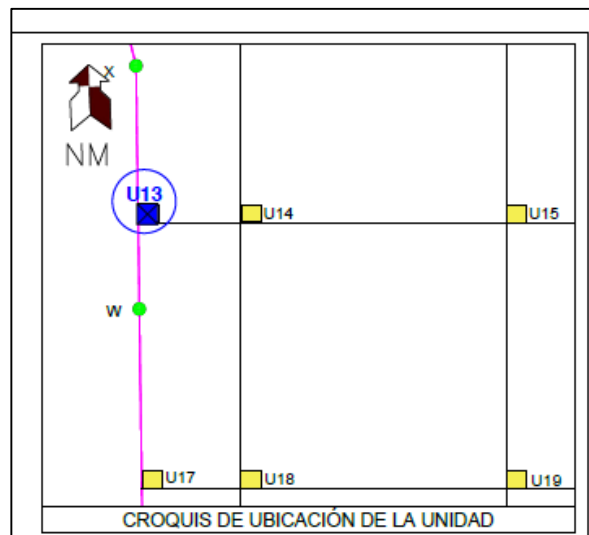 X
NM
U13
U14
U15
W
U17
U18
U19
CROQUIS DE UBICACIÓN DE LA UNIDAD